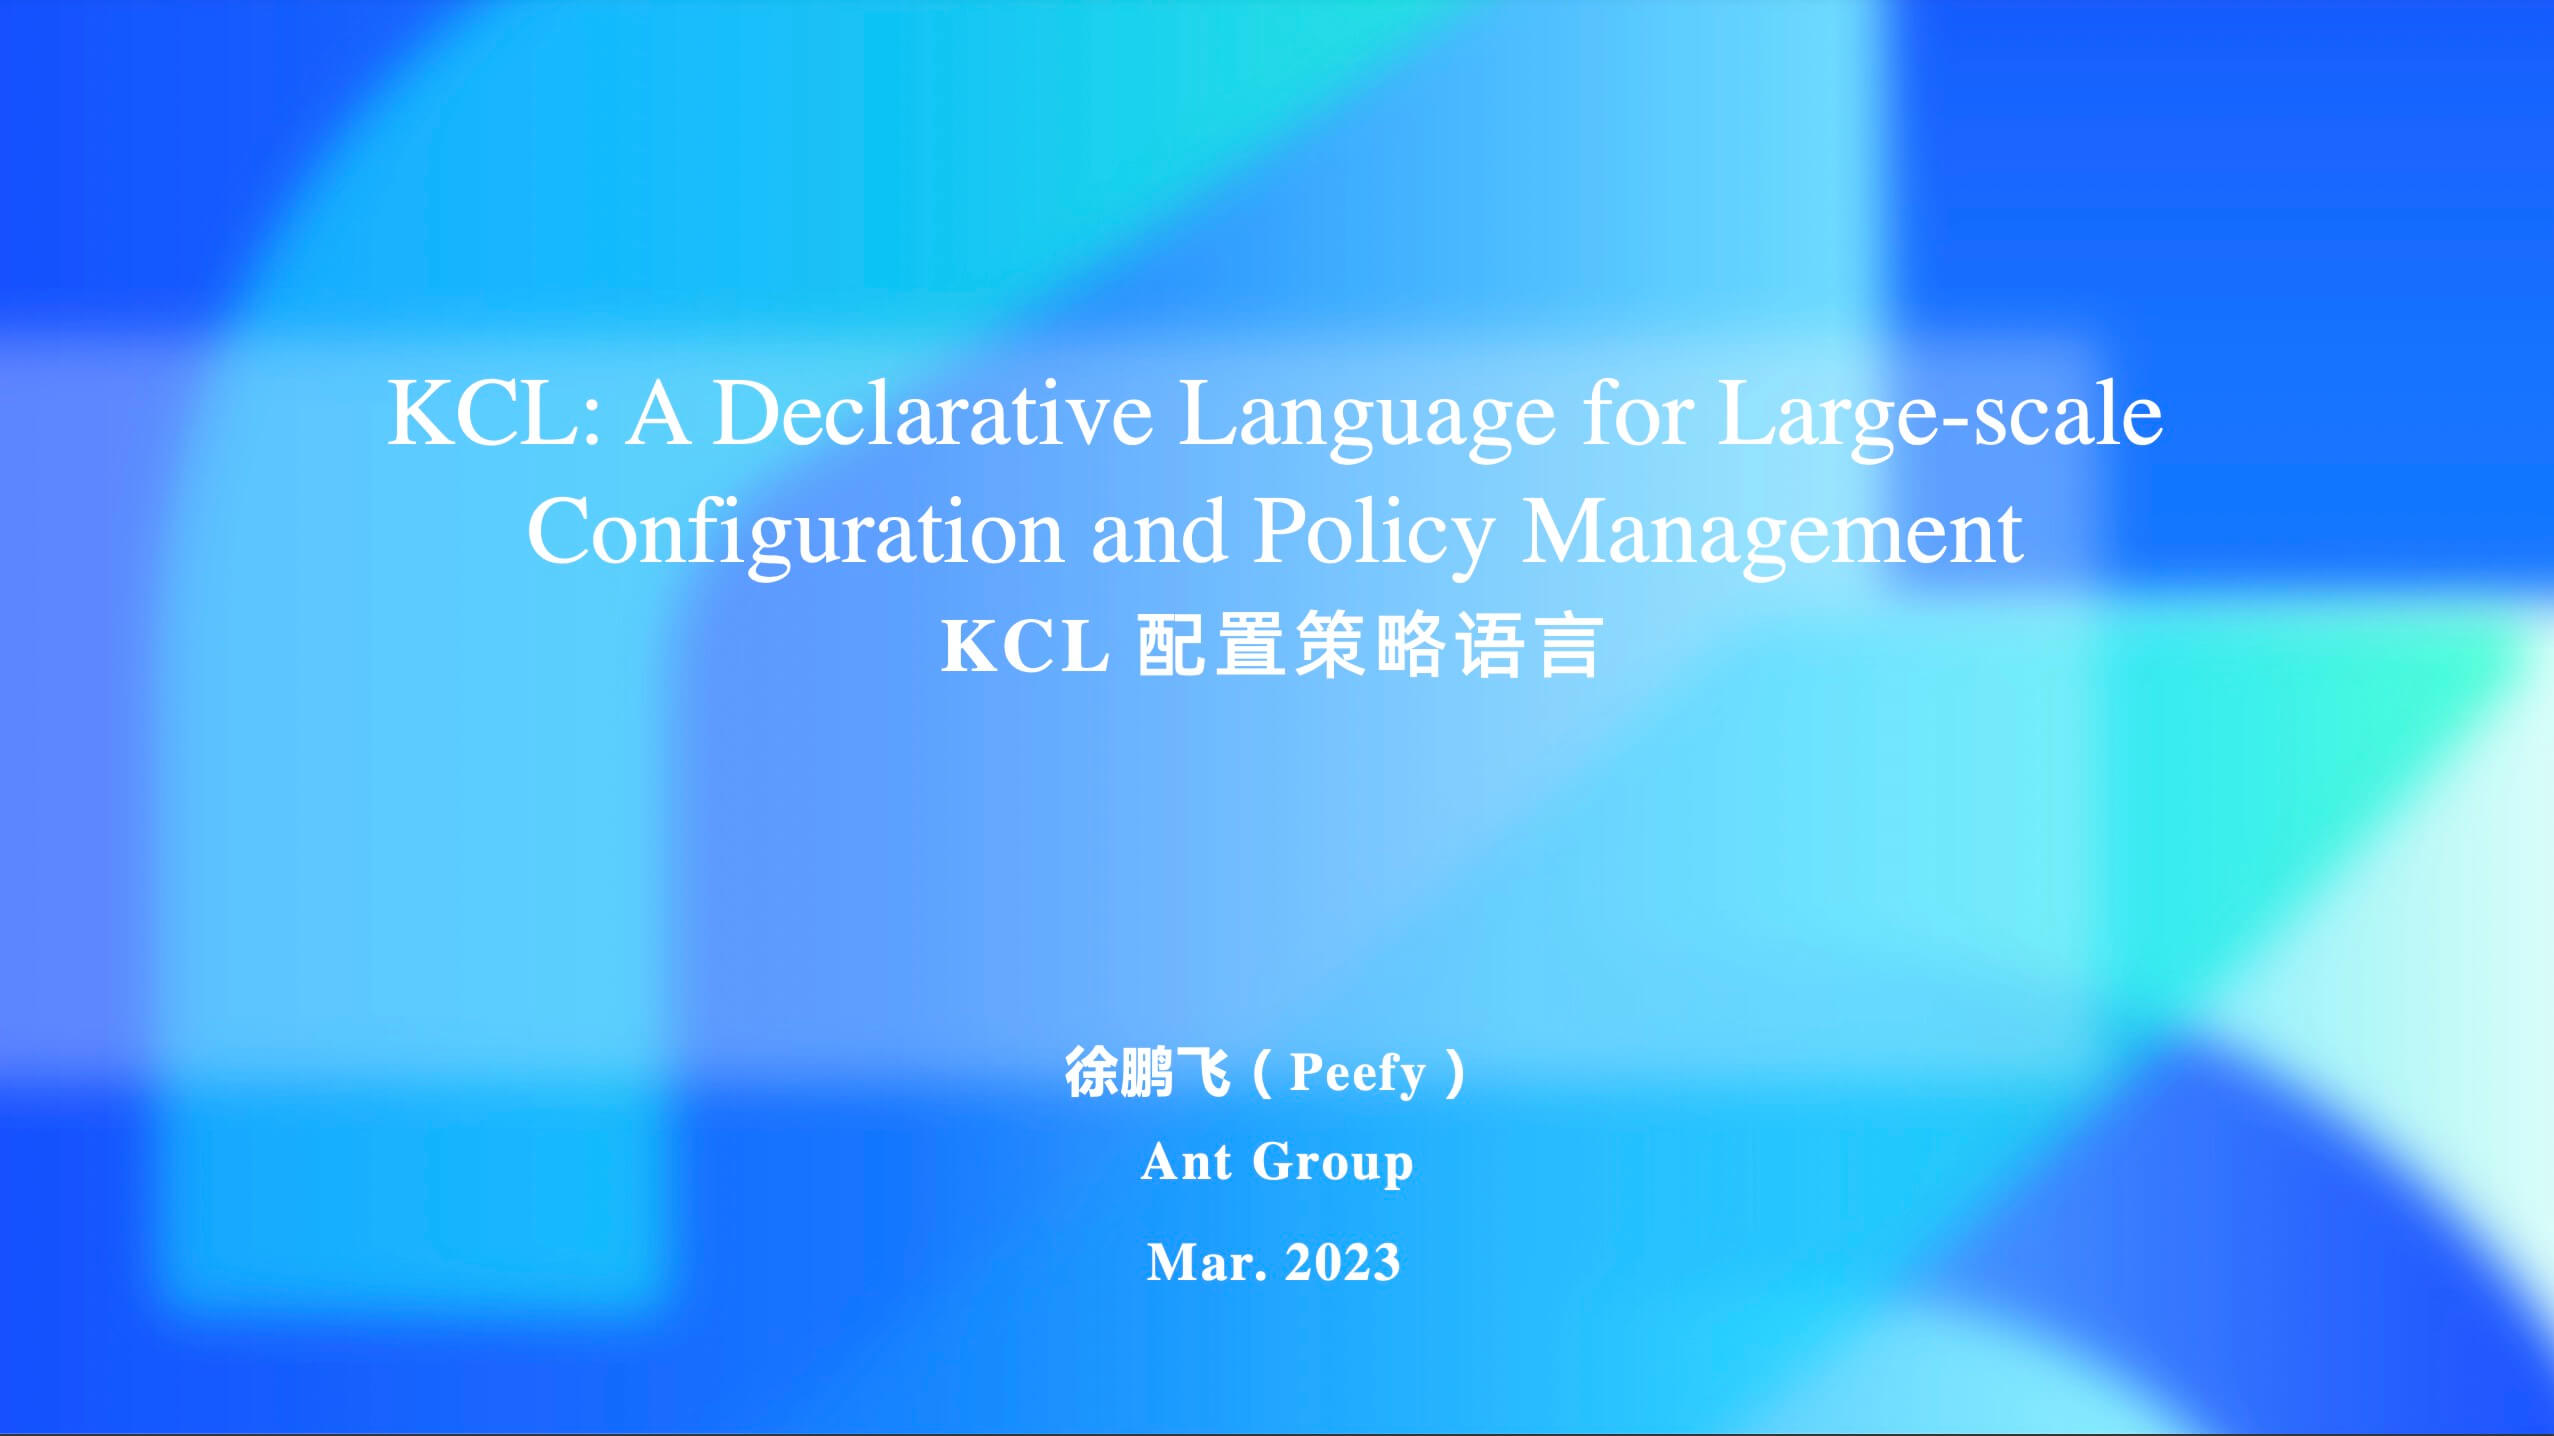 KCL: A Declarative Language for Large-scale
Configuration and Policy Management
KCL 配置策略语言
徐鹏飞（Peefy）
Ant Group
Mar. 2023